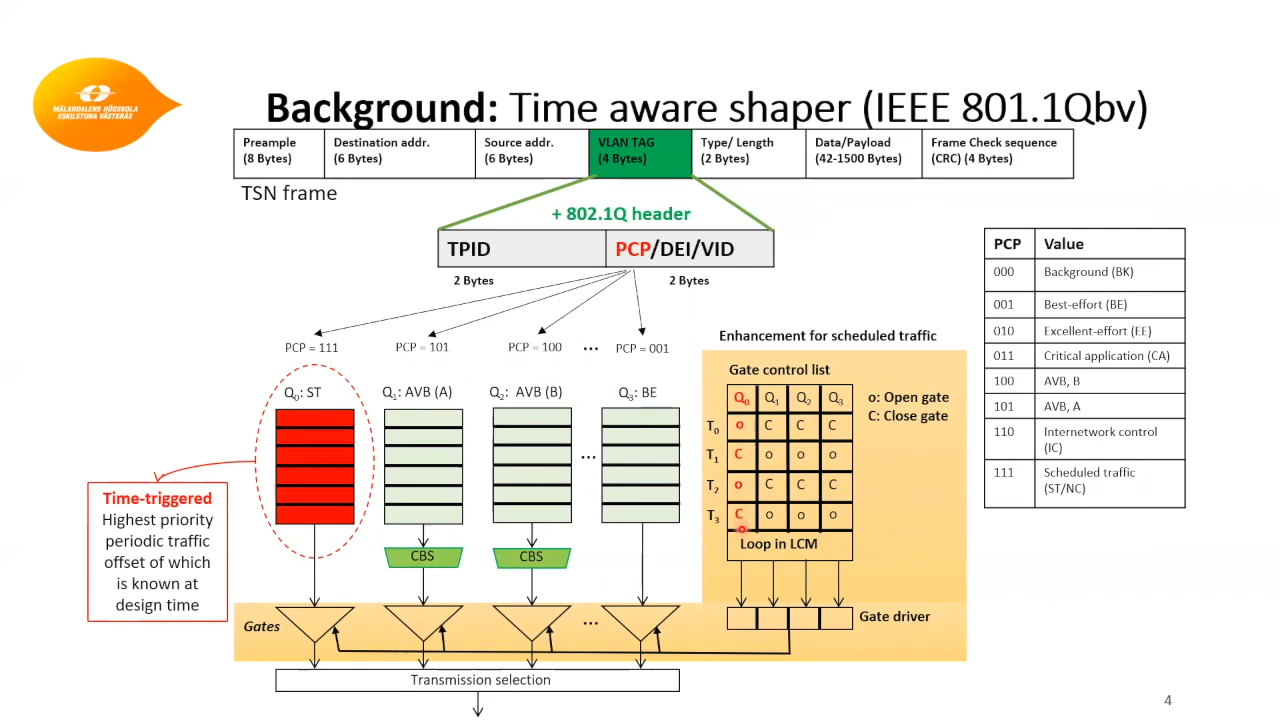 MÄLARDALENS HÖGSKOLA
ESKILSTUNA VÄSTERÅS
Background: Time aware shaper (IEEE 801.1Qbv)
Preample
(8 Bytes)
Destination addr.
(6 Bytes)
Source addr.
(6 Bytes)
VLAN TAG
(4 Bytes)
Type/ Length
(2 Bytes)
Data/Payload
(42-1500 Bytes)
Frame Check sequence
(CRC) (4 Bytes)
TSN frame
+ 802.1Q header
TPID
PCP/DEI/VID
2 Bytes
2 Bytes
PCP = 111
PCP = 101
PCP = 100
...
PCP = 001
Q0: ST
Q1: AVB (A)
Q2: AVB (B)
Q3: BE
...
Time-triggered
Highest priority
periodic traffic
offset of which
is known at
design time
CBS
CBS
Gates
...
Transmission selection
Enhancement for scheduled traffic
Gate control list
Q0 Q1 Q2 Q3
T0 o C C C
T1 C o o o
T2 o C C C
T3 C o o o
o
Loop in LCM
o: Open gate
C: Close gate
Gate driver
PCP Value
000 Background (BK)
001 Best-effort (BE)
010 Excellent-effort (EE)
011 Critical application (CA)
100 AVB, B
101 AVB, A
110 Internetwork control
(IC)
111 Scheduled traffic
(ST/NC)
4